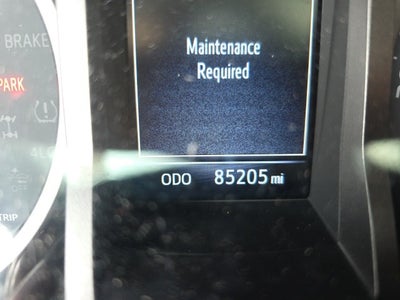 Maintenance
Required
BRAKE
PARK
ODO 85205 mi
TRIP